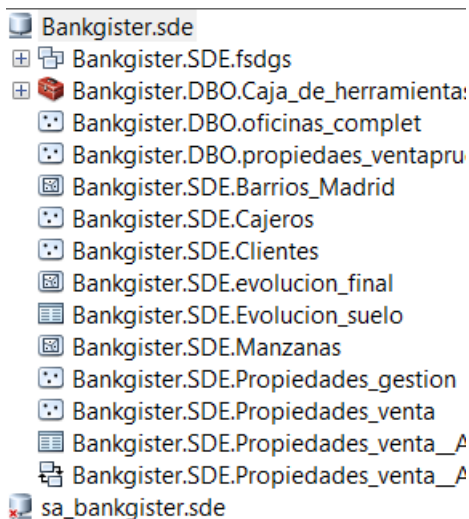 Bankgister.sde
Bankgister.SDE.fsdgs
Bankgister.DBO.Caja_de_herramientas
Bankgister.DBO.oficinas_complet
Bankgister.DBO.propiedaes_ventapru
Bankgister.SDE.Barrios_Madrid
Bankgister.SDE.Cajeros
Bankgister.SDE.Clientes
Bankgister.SDE.evolucion_final
Bankgister.SDE.Evolucion_suelo
Bankgister.SDE.Manzanas
Bankgister.SDE.Propiedades_gestion
Bankgister.SDE.Propiedades_venta
Bankgister.SDE.Propiedades_venta__A
Bankgister.SDE.Propiedades_venta__A
sa_bankgister.sde